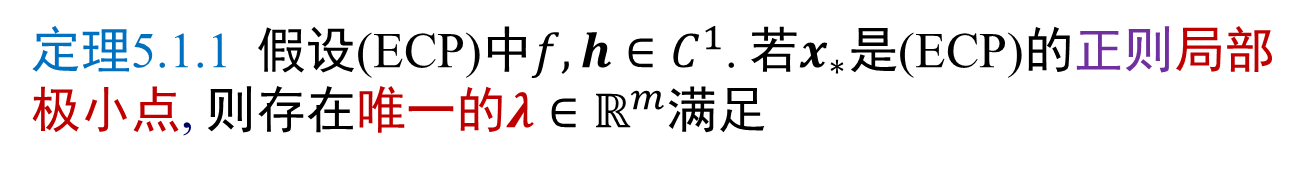 定理5.1.1 假设(ECP)中𝑓, 𝒉 ∈ 𝐶¹. 若𝒙∗是(ECP)的正则局部
极小点, 则存在唯一的𝝀 ∈ ℝᵐ满足